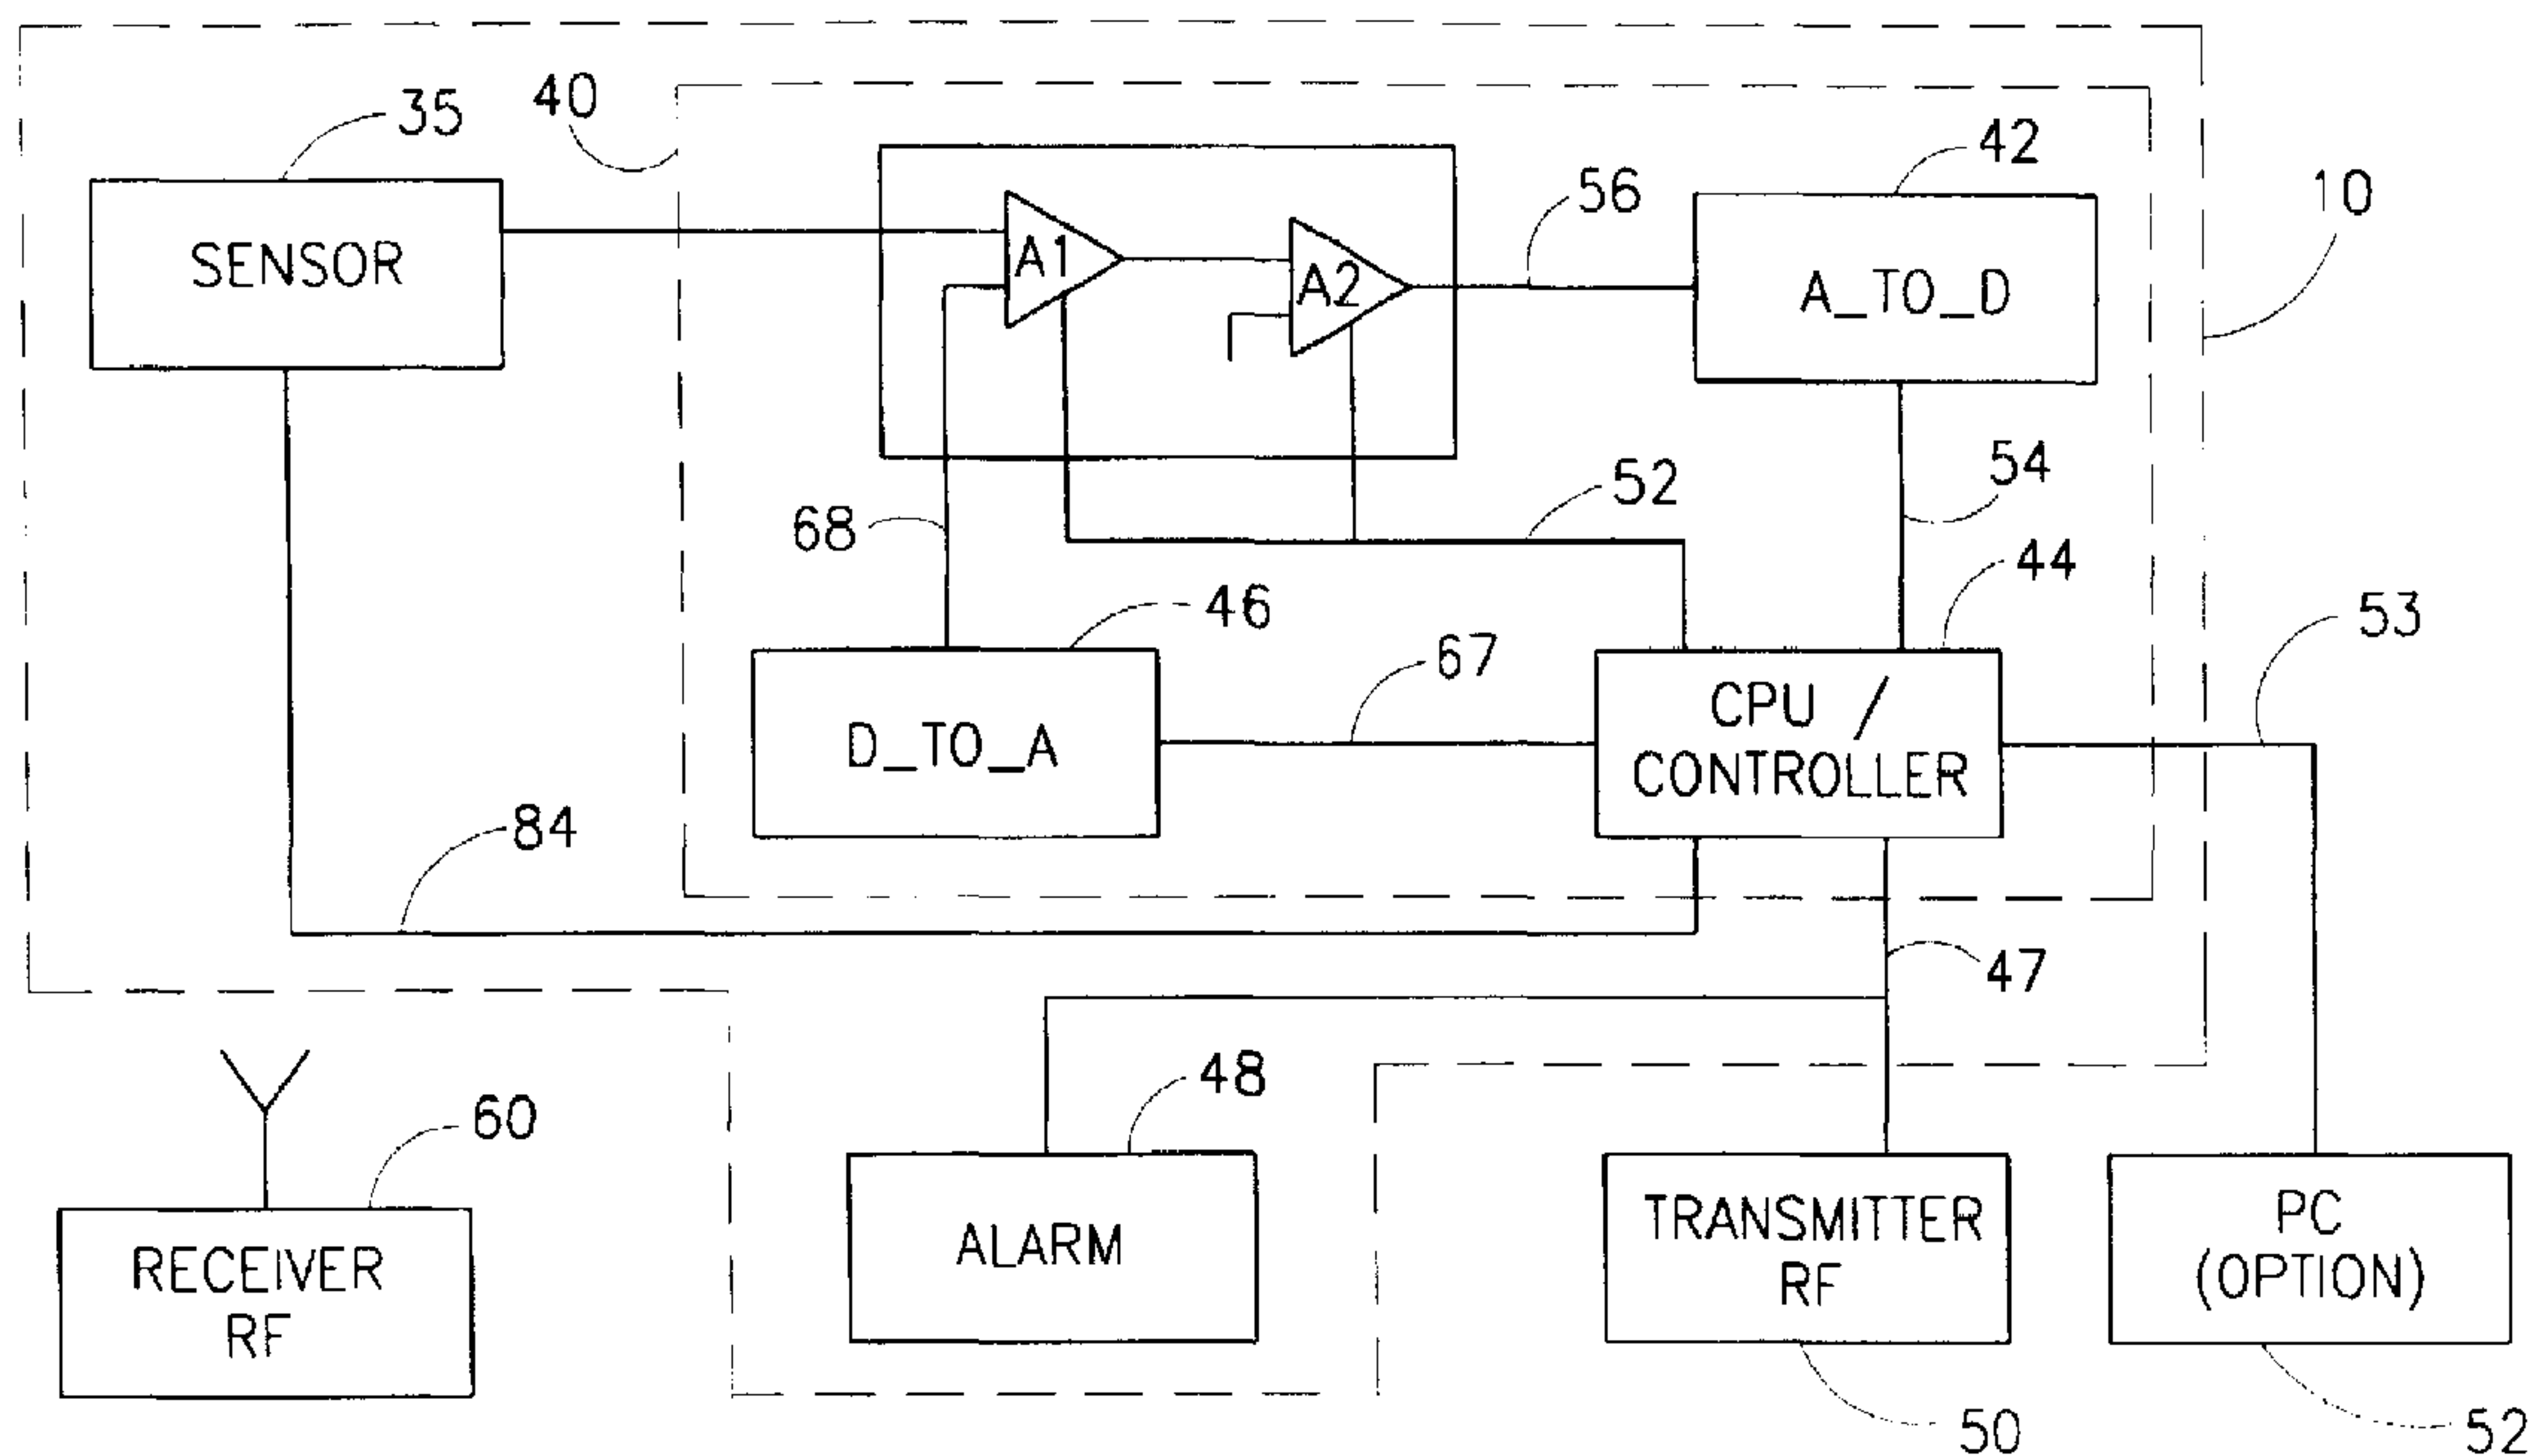 35
40
42
10
SENSOR
A1
A2
56
A_TO_D
68
52
54
44
46
67
53
D_TO_A
CPU /
CONTROLLER
84
47
48
60
RECEIVER
RF
ALARM
TRANSMITTER
RF
PC
(OPTION)
50
52